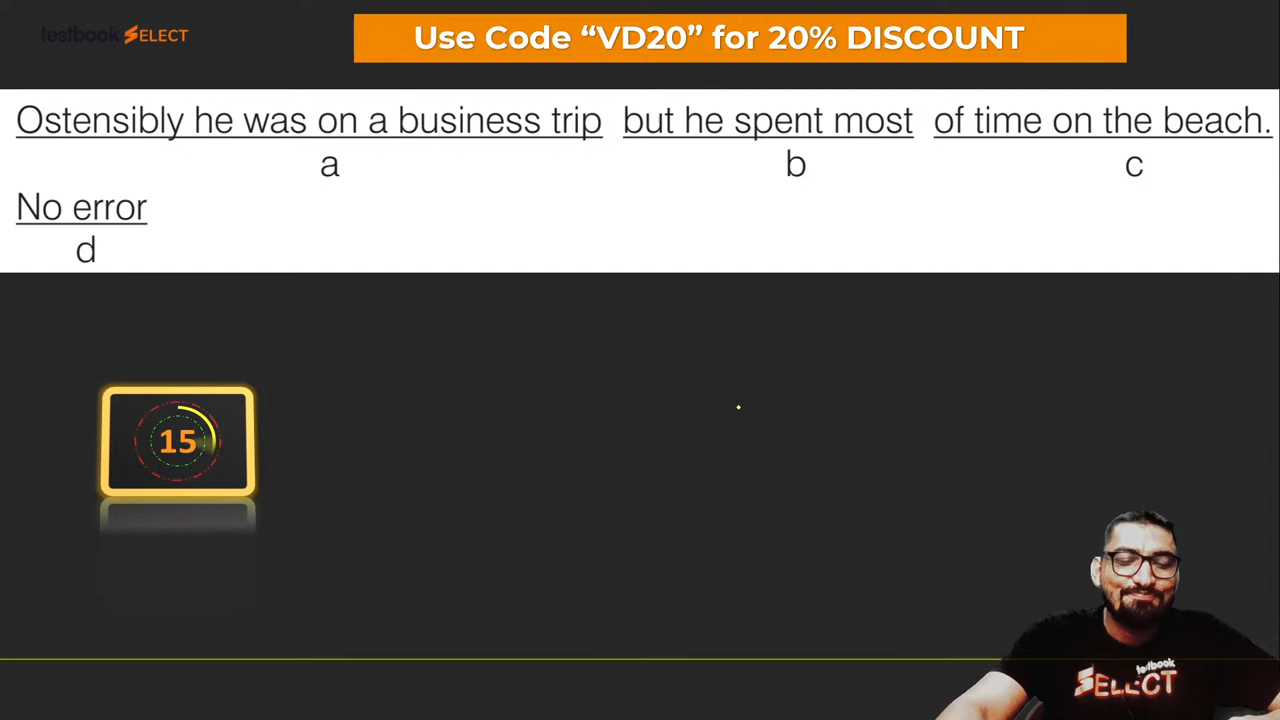 testbook SELECT
Use Code “VD20” for 20% DISCOUNT
Ostensibly he was on a business trip but he spent most of time on the beach.
a b c
No error
d
15
testbook
SELECT